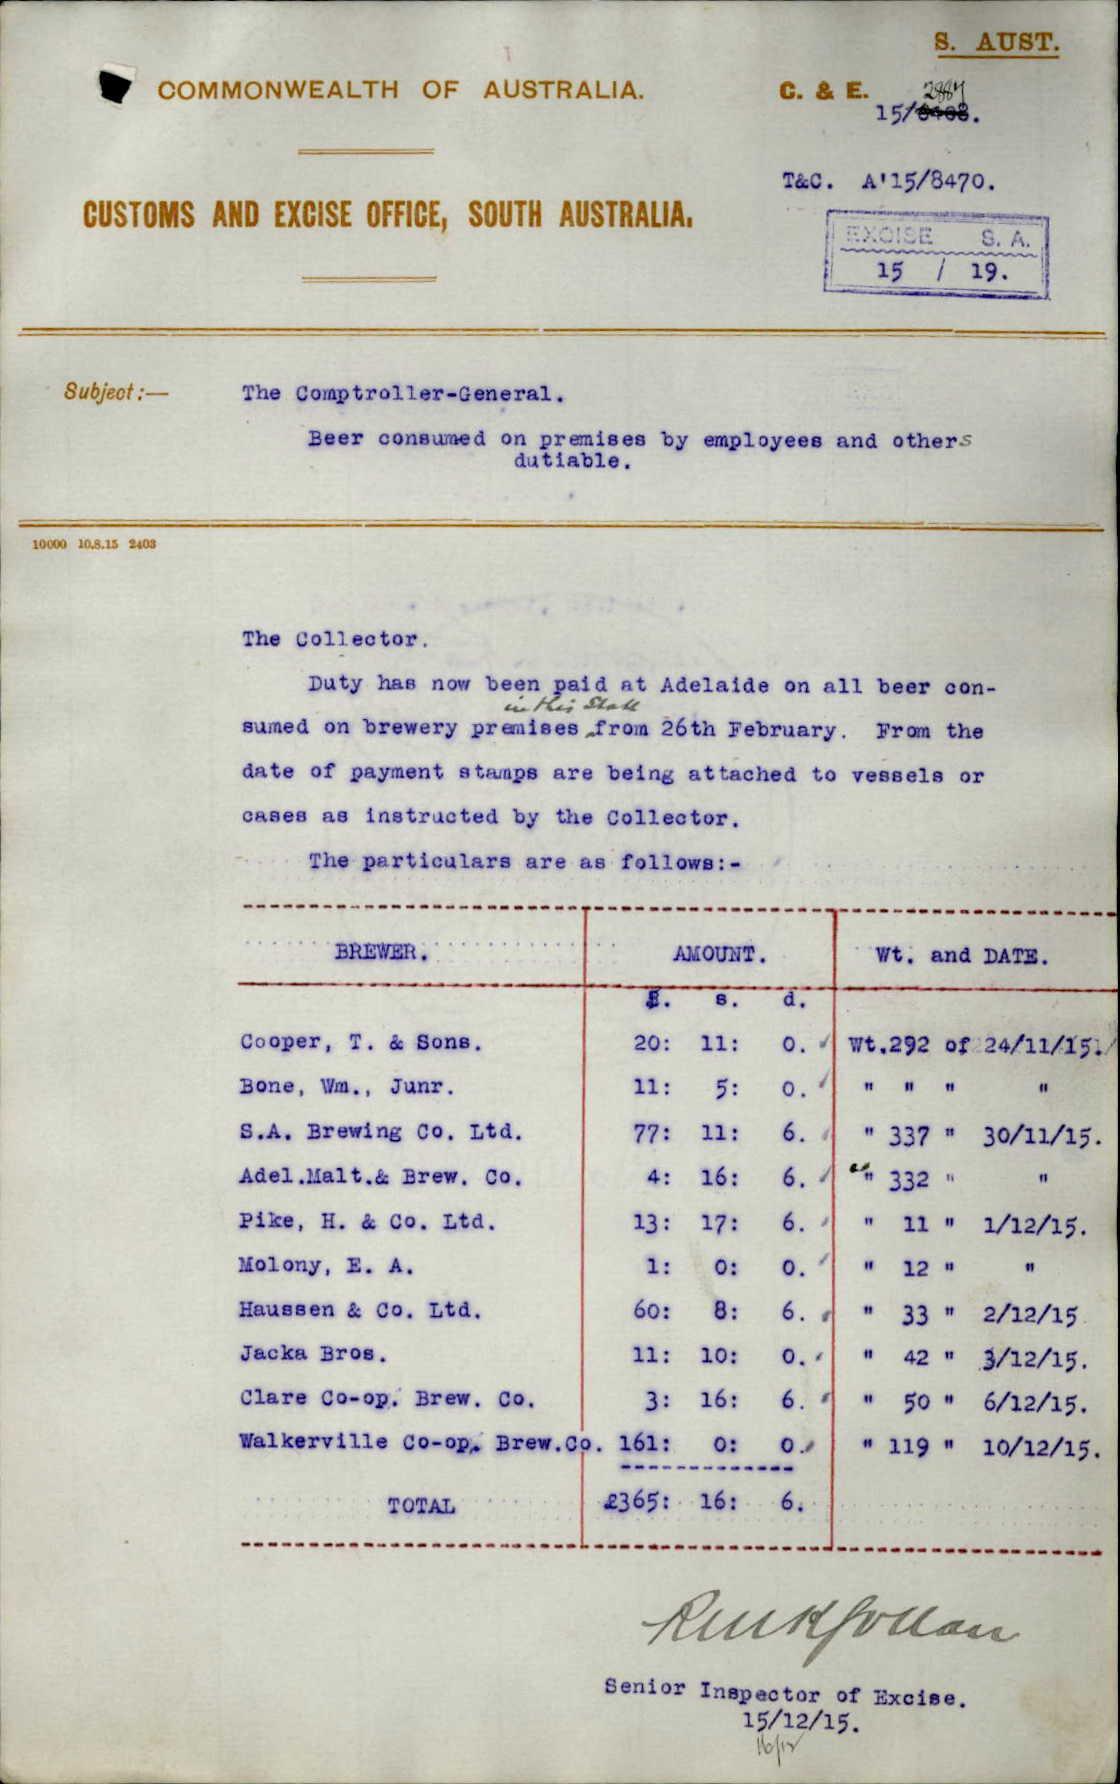 S. AUST.
COMMONWEALTH OF AUSTRALIA.
C. & E.
15/
T&C. A'15/8470.
CUSTOMS AND EXCISE OFFICE, SOUTH AUSTRALIA.
EXCISE S. A.
15 / 19.
Subject:— The Comptroller-General.
Beer consumed on premises by employees and others
dutiable.
10000 10.8.15 2403
The Collector.
Duty has now been paid at Adelaide on all beer con-
in this State
sumed on brewery premises from 26th February. From the
date of payment stamps are being attached to vessels or
cases as instructed by the Collector.
The particulars are as follows:-
BREWER. AMOUNT. Wt. and DATE.
£. s. d.
Cooper, T. & Sons. 20: 11: 0. Wt.292 of 24/11/15.
Bone, Wm., Junr. 11: 5: 0. " " " "
S.A. Brewing Co. Ltd. 77: 11: 6. " 337 " 30/11/15.
Adel.Malt.& Brew. Co. 4: 16: 6. " 332 " "
Pike, H. & Co. Ltd. 13: 17: 6. " 11 " 1/12/15.
Molony, E. A. 1: 0: 0. " 12 " "
Haussen & Co. Ltd. 60: 8: 6. " 33 " 2/12/15
Jacka Bros. 11: 10: 0. " 42 " 3/12/15.
Clare Co-op. Brew. Co. 3: 16: 6. " 50 " 6/12/15.
Walkerville Co-op. Brew.Co. 161: 0: 0. " 119 " 10/12/15.
TOTAL £365: 16: 6.
Senior Inspector of Excise.
15/12/15.
16/12